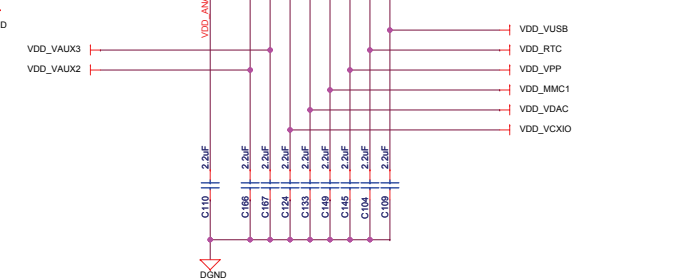 D
VDD_ANA
VDD_VUSB
VDD_VAUX3
VDD_RTC
VDD_VAUX2
VDD_VPP
VDD_MMC1
VDD_VDAC
VDD_VCXIO
2.2uF 2.2uF 2.2uF 2.2uF 2.2uF 2.2uF 2.2uF 2.2uF 2.2uF
C110 C166 C167 C124 C133 C149 C145 C104 C109
DGND